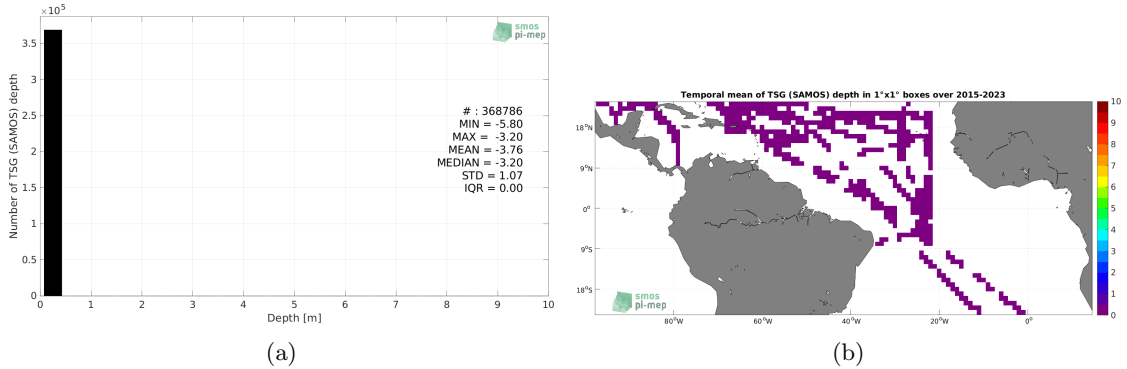 ×10⁵
3.5
3
2.5
2
1.5
1
0.5
0
0 1 2 3 4 5 6 7 8 9 10
Number of TSG (SAMOS) depth
Depth [m]
smos
pi-mep
# : 368786
MIN = -5.80
MAX = -3.20
MEAN = -3.76
MEDIAN = -3.20
STD = 1.07
IQR = 0.00
(a)
Temporal mean of TSG (SAMOS) depth in 1°x1° boxes over 2015-2023
18°N
9°N
0°
9°S
18°S
80°W 60°W 40°W 20°W 0°
smos
pi-mep
10
9
8
7
6
5
4
3
2
1
0
(b)